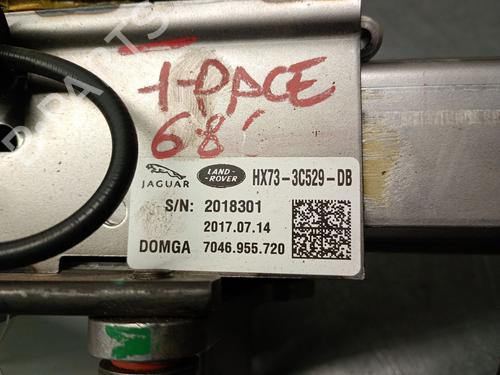 I-PACE
68'
JAGUAR
LAND-
ROVER
HX73-3C529-DB
S/N: 2018301
2017.07.14
DOMGA 7046.955.720